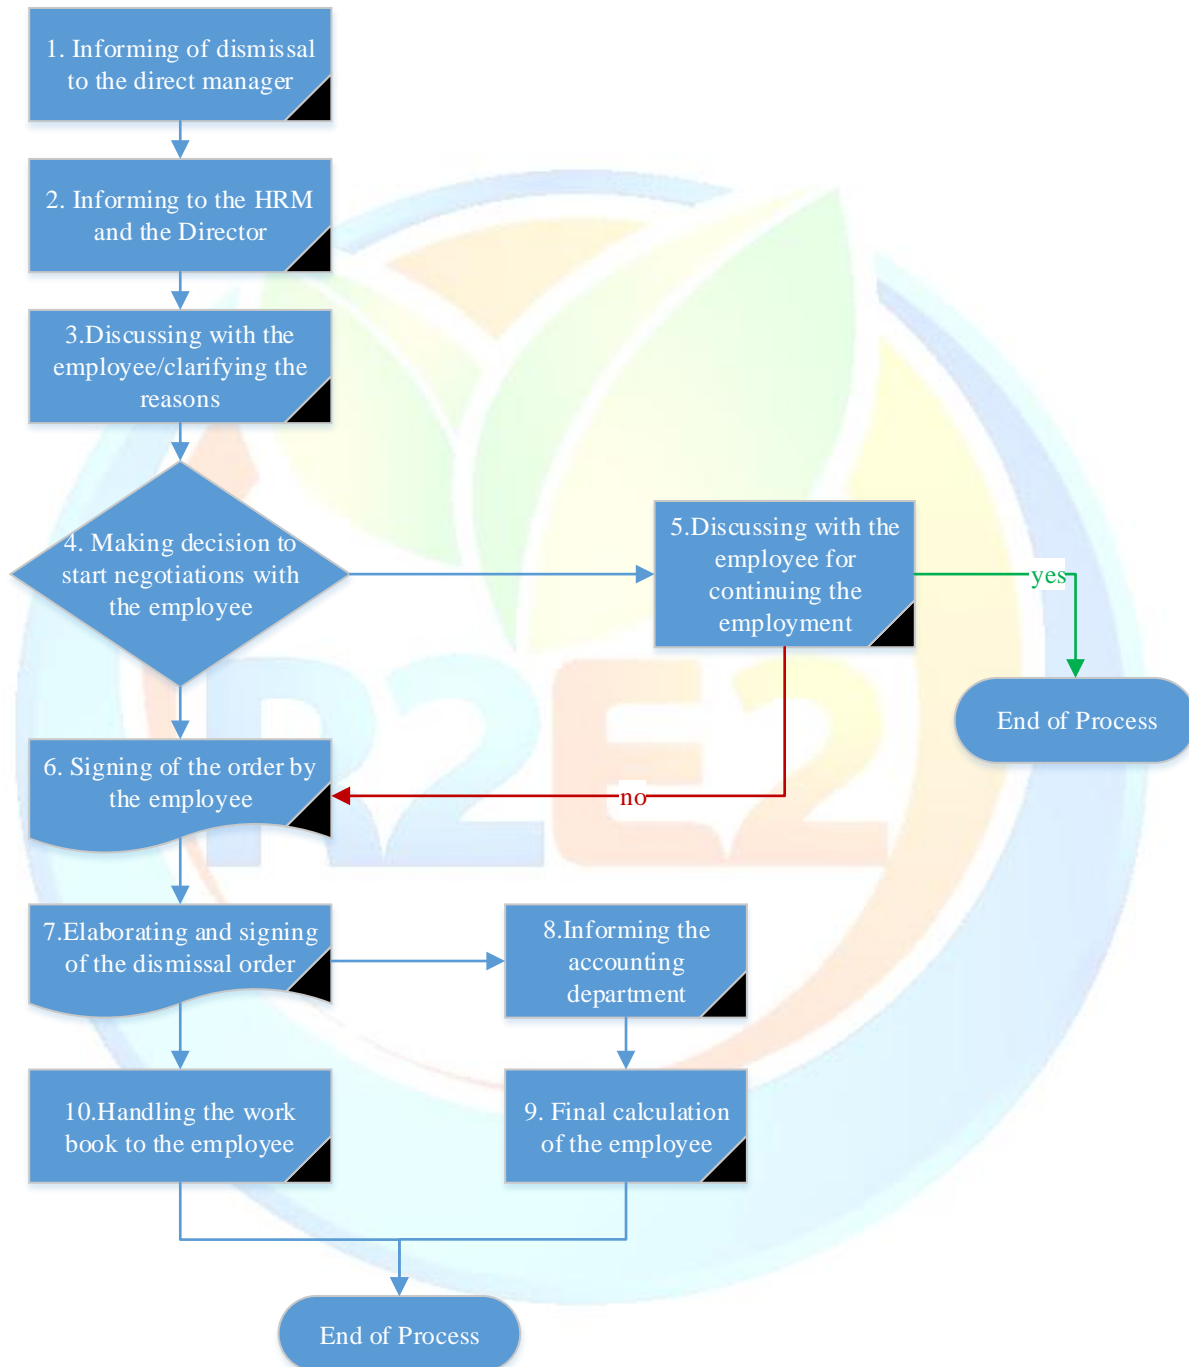 1. Informing of dismissal
to the direct manager
2. Informing to the HRM
and the Director
3.Discussing with the
employee/clarifying the
reasons
4. Making decision to
start negotiations with
the employee
5.Discussing with the
employee for
continuing the
employment
yes
End of Process
6. Signing of the order by
the employee
no
R2E2
7.Elaborating and signing
of the dismissal order
8.Informing the
accounting
department
10.Handling the work
book to the employee
9. Final calculation
of the employee
End of Process